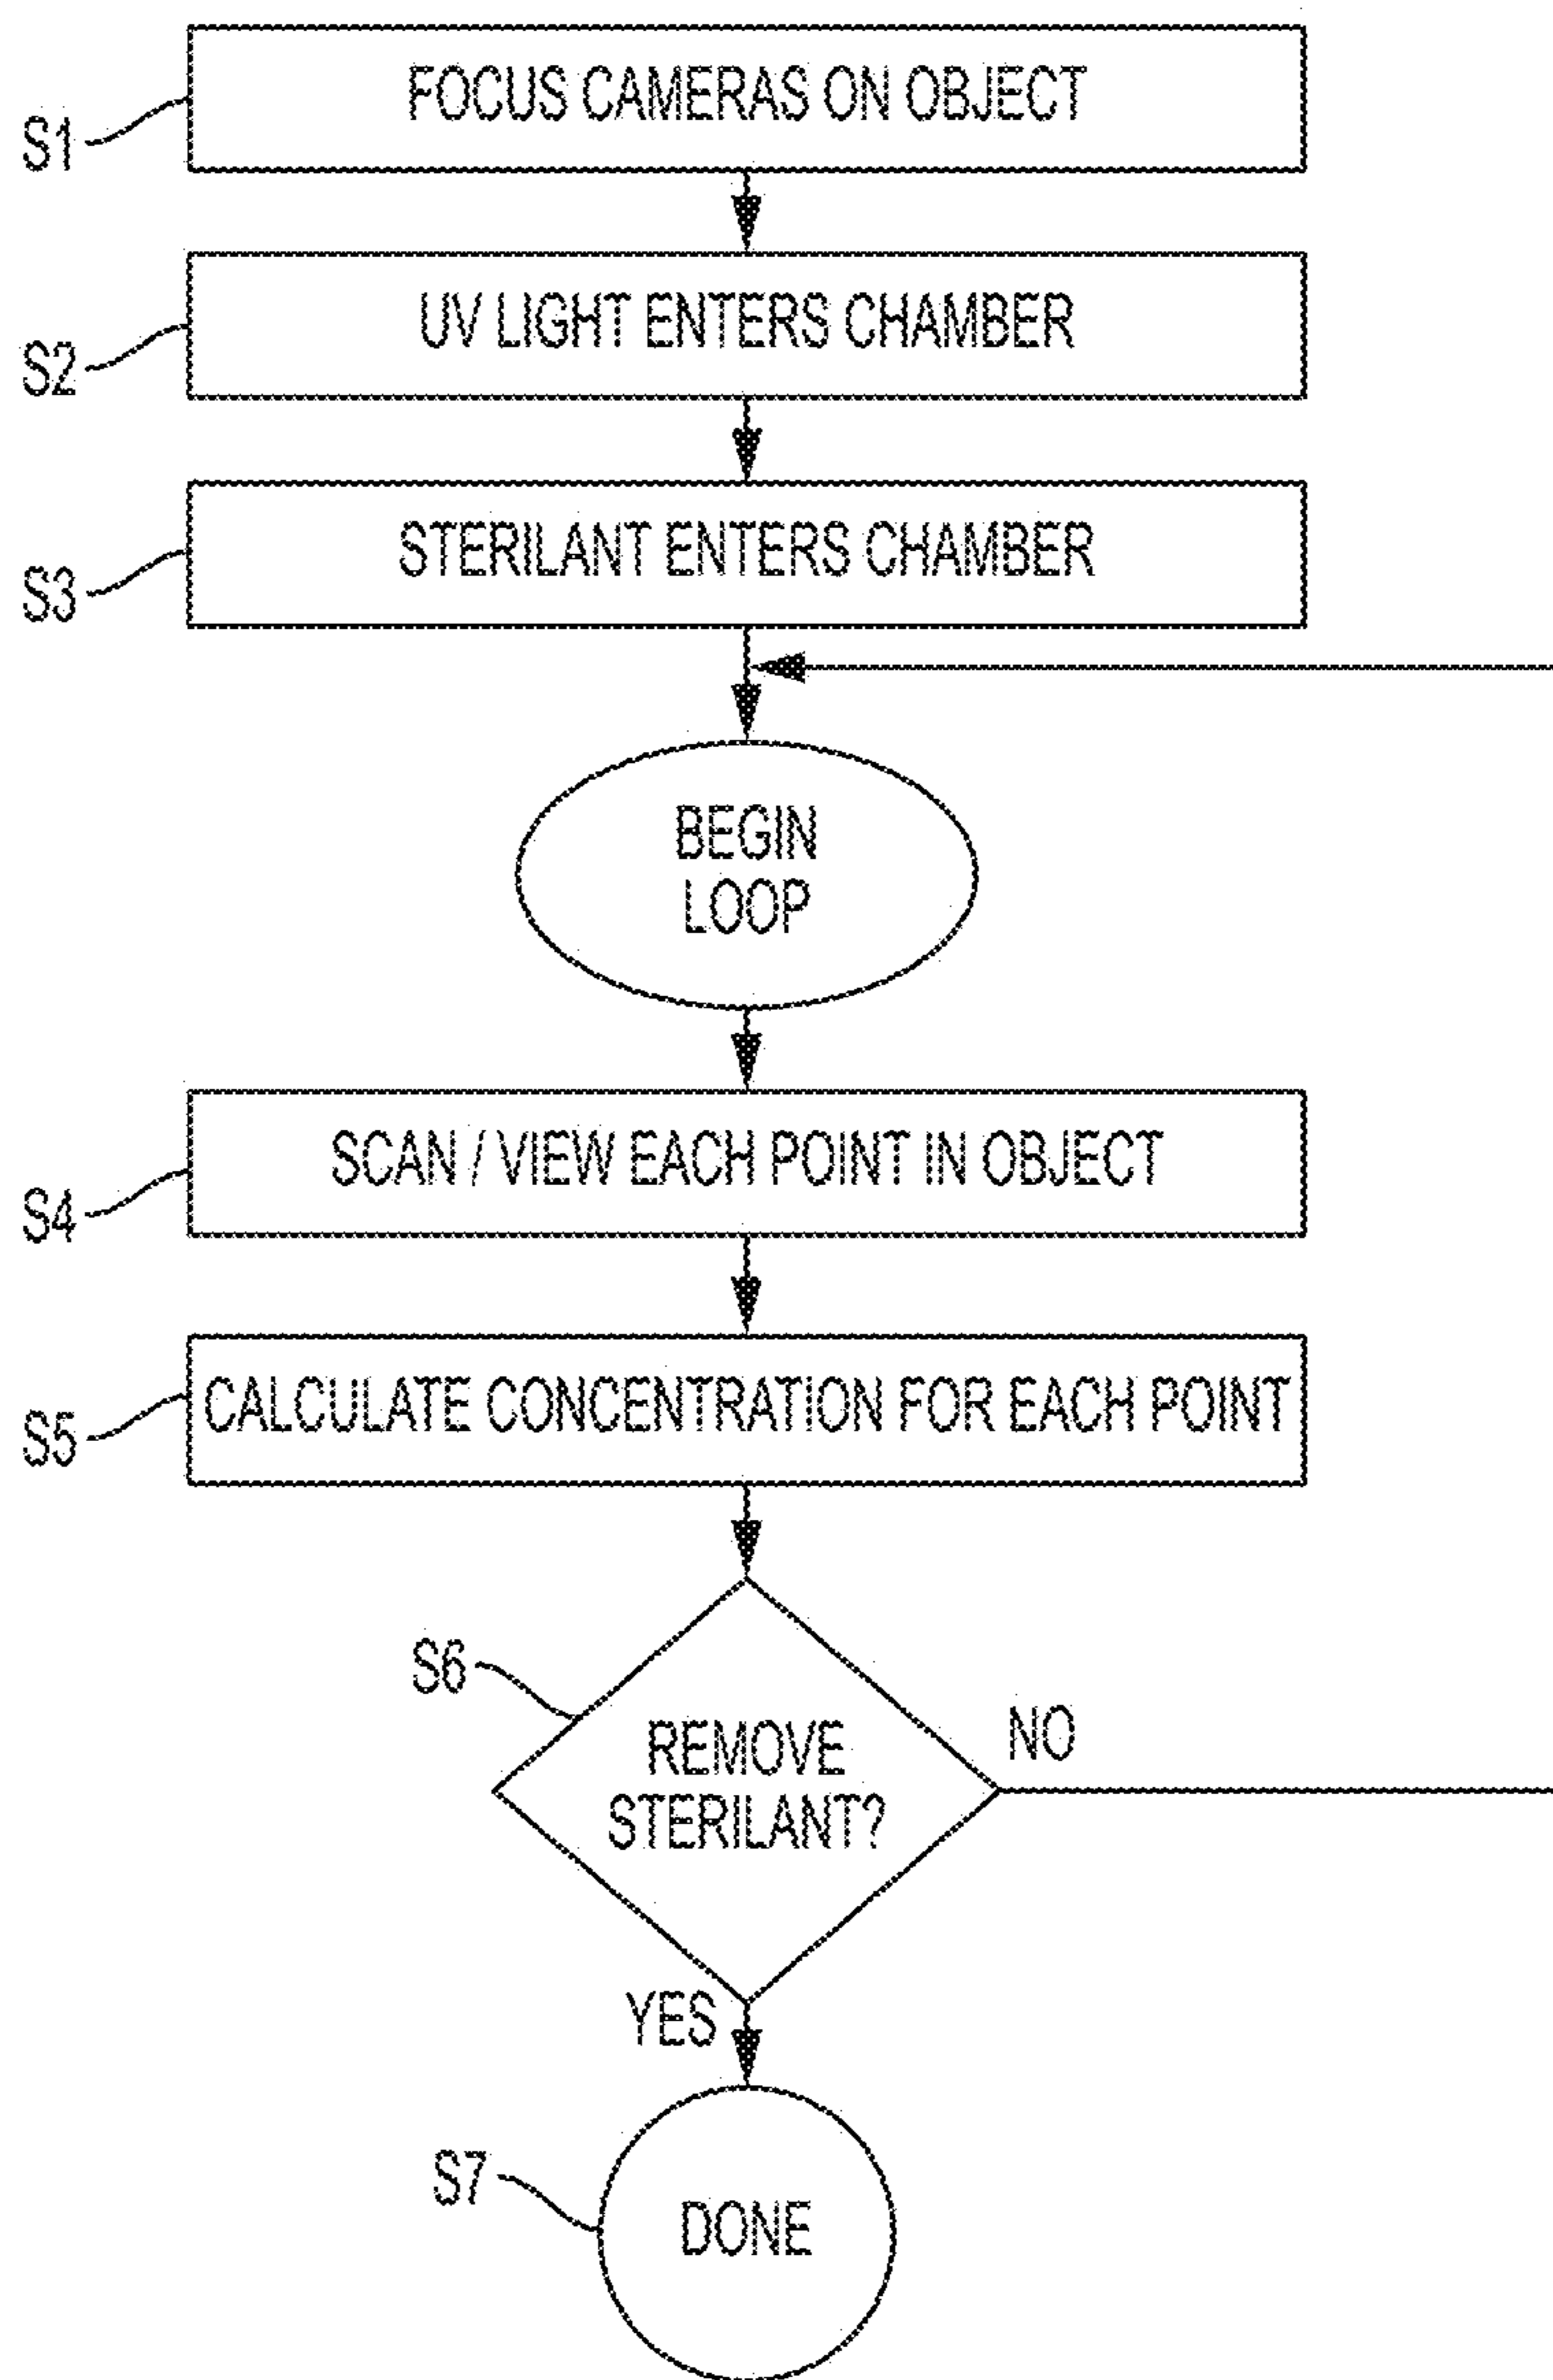 FOCUS CAMERAS ON OBJECT
S1
UV LIGHT ENTERS CHAMBER
S2
STERILANT ENTERS CHAMBER
S3
BEGIN
LOOP
SCAN / VIEW EACH POINT IN OBJECT
S4
CALCULATE CONCENTRATION FOR EACH POINT
S5
S6
REMOVE
STERILANT?
NO
YES
S7
DONE